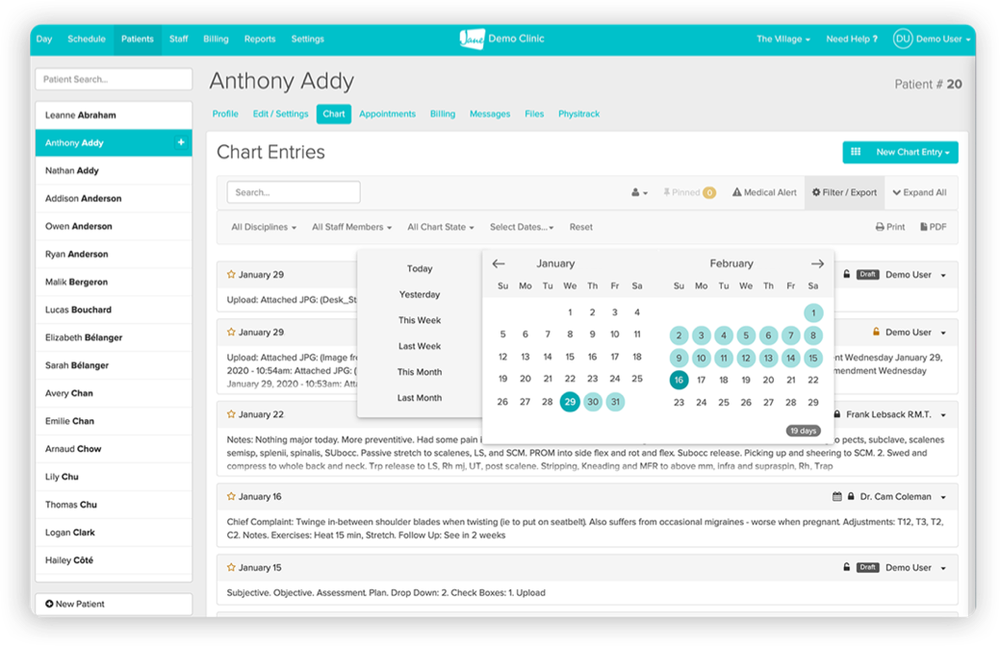 Day Schedule Patients Staff Billing Reports Settings Jane Demo Clinic The Village Need Help ? DU Demo User
Patient Search...
Anthony Addy
Patient # 20
Leanne Abraham
Anthony Addy +
Nathan Addy
Addison Anderson
Owen Anderson
Ryan Anderson
Malik Bergeron
Lucas Bouchard
Elizabeth Bélanger
Sarah Bélanger
Avery Chan
Emilie Chan
Arnaud Chow
Lily Chu
Thomas Chu
Logan Clark
Hailey Côté
New Patient
Profile Edit / Settings Chart Appointments Billing Messages Files Physitrack
Chart Entries
New Chart Entry
Search... Pinned 0 Medical Alert Filter / Export Expand All
All Disciplines All Staff Members All Chart State Select Dates... Reset Print PDF
Today
Yesterday
This Week
Last Week
This Month
Last Month
January
Su Mo Tu We Th Fr Sa
1 2 3 4
5 6 7 8 9 10 11
12 13 14 15 16 17 18
19 20 21 22 23 24 25
26 27 28 29 30 31
February
Su Mo Tu We Th Fr Sa
1
2 3 4 5 6 7 8
9 10 11 12 13 14 15
16 17 18 19 20 21 22
23 24 25 26 27 28 29
19 days
January 29 Draft Demo User
Upload: Attached JPG: (Desk_St
January 29 Demo User
Upload: Attached JPG: (Image fro nt Wednesday January 29,
2020 - 10:54am: Attached JPG: ( mendment Wednesday
January 29, 2020 - 10:53am: Atta
January 22 Frank Lebsack R.M.T.
Notes: Nothing major today. More preventitive. Had some pain i o pects, subclave, scalenes
semisp, splenii, spinalis, SUbocc. Passive stretch to scalenes, LS, and SCM. PROM into side flex and rot and flex. Subocc release. Picking up and sheering to SCM. 2. Swed and
compress to whole back and neck. Trp release to LS, Rh mj, UT, post scalene. Stripping, Kneading and MFR to above mm, infra and supraspin, Rh, Trap
January 16 Dr. Cam Coleman
Chief Complaint: Twinge in-between shoulder blades when twisting (ie to put on seatbelt). Also suffers from occasional migraines - worse when pregnant. Adjustments: T12, T3, T2,
C2. Notes. Exercises: Heat 15 min, Stretch. Follow Up: See in 2 weeks
January 15 Draft Demo User
Subjective. Objective. Assessment. Plan. Drop Down: 2. Check Boxes: 1. Upload